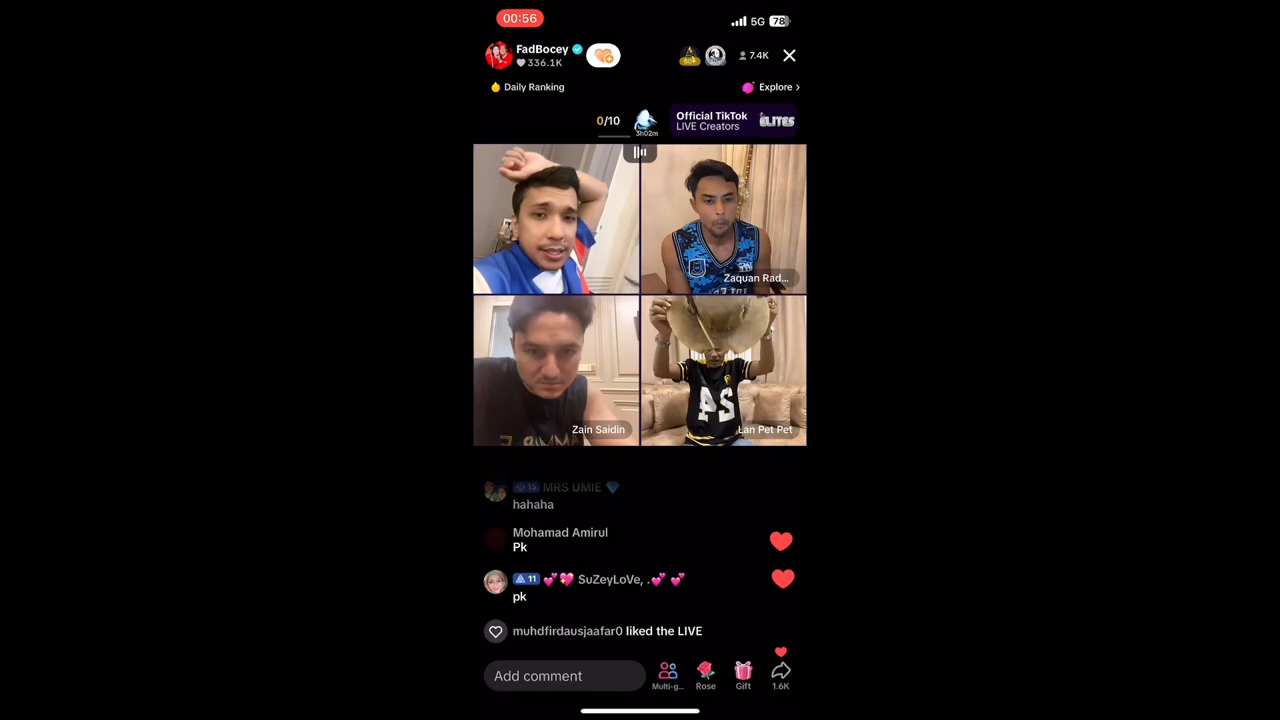 00:56
5G 78
FadBocey
336.1K
7.4K
Daily Ranking
Explore >
0/10
3h02m
Official TikTok
LIVE Creators
ELITES
Zaquan Rad...
Zain Saidin
PS
Lan Pet Pet
15 MRS UMIE
hahaha
Mohamad Amirul
Pk
11 SuZeyLoVe, .
pk
muhdfirdausjaafar0 liked the LIVE
Add comment
Multi-g...
Rose
Gift
1.6K